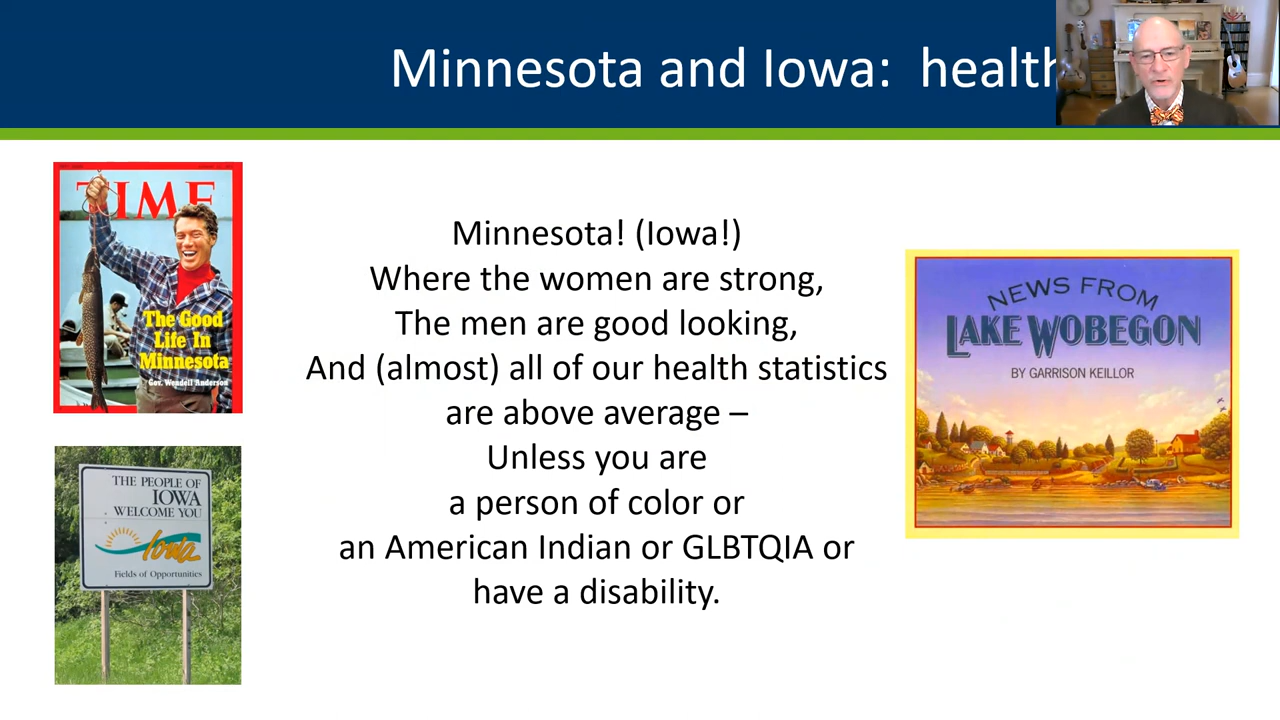 Minnesota and Iowa: health
TIME
The Good
Life In
Minnesota
Gov. Wendell Anderson
THE PEOPLE OF
IOWA
WELCOME YOU
Iowa
Fields of Opportunities
Minnesota! (Iowa!)
Where the women are strong,
The men are good looking,
And (almost) all of our health statistics
are above average –
Unless you are
a person of color or
an American Indian or GLBTQIA or
have a disability.
NEWS FROM
LAKE WOBEGON
BY GARRISON KEILLOR